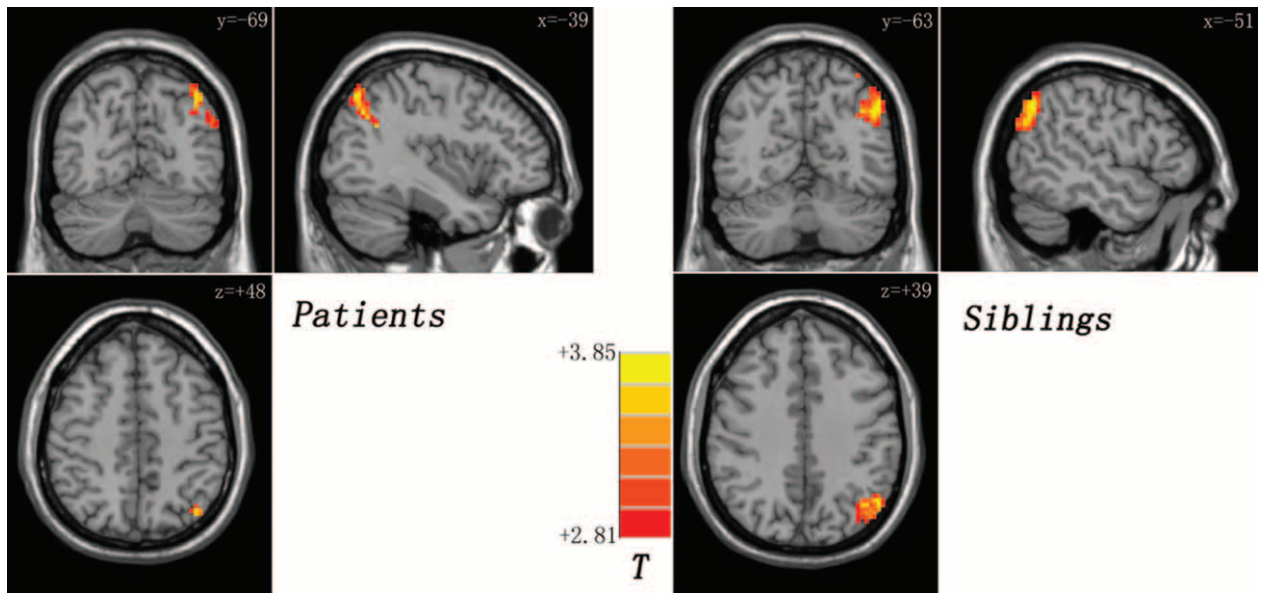 y=-69
x=-39
y=-63
x=-51
z=+48
Patients
z=+39
Siblings
+3.85
+2.81
T